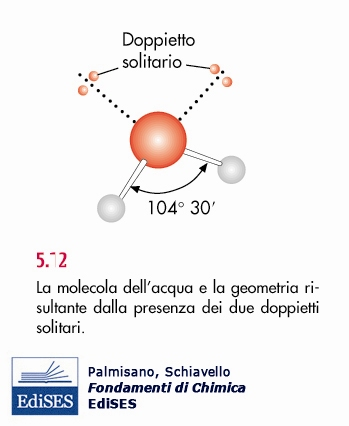 Doppietto
solitario
104° 30′
5.12
La molecola dell'acqua e la geometria ri-
sultante dalla presenza dei due doppietti
solitari.
Palmisano, Schiavello
Fondamenti di Chimica
EdiSES
EdiSES